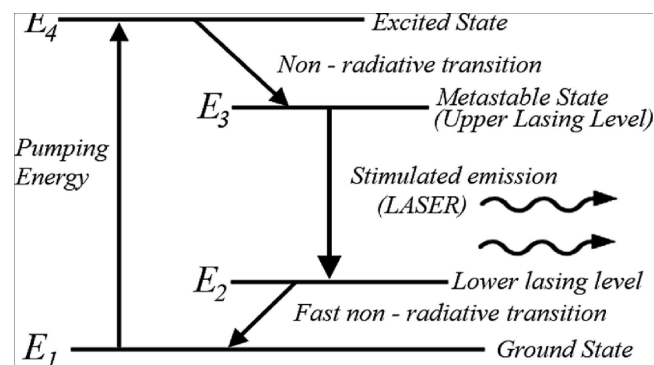 E4 Excited State
Non - radiative transition
E3 Metastable State
(Upper Lasing Level)
Pumping
Energy
Stimulated emission
(LASER)
E2 Lower lasing level
Fast non - radiative transition
E1 Ground State